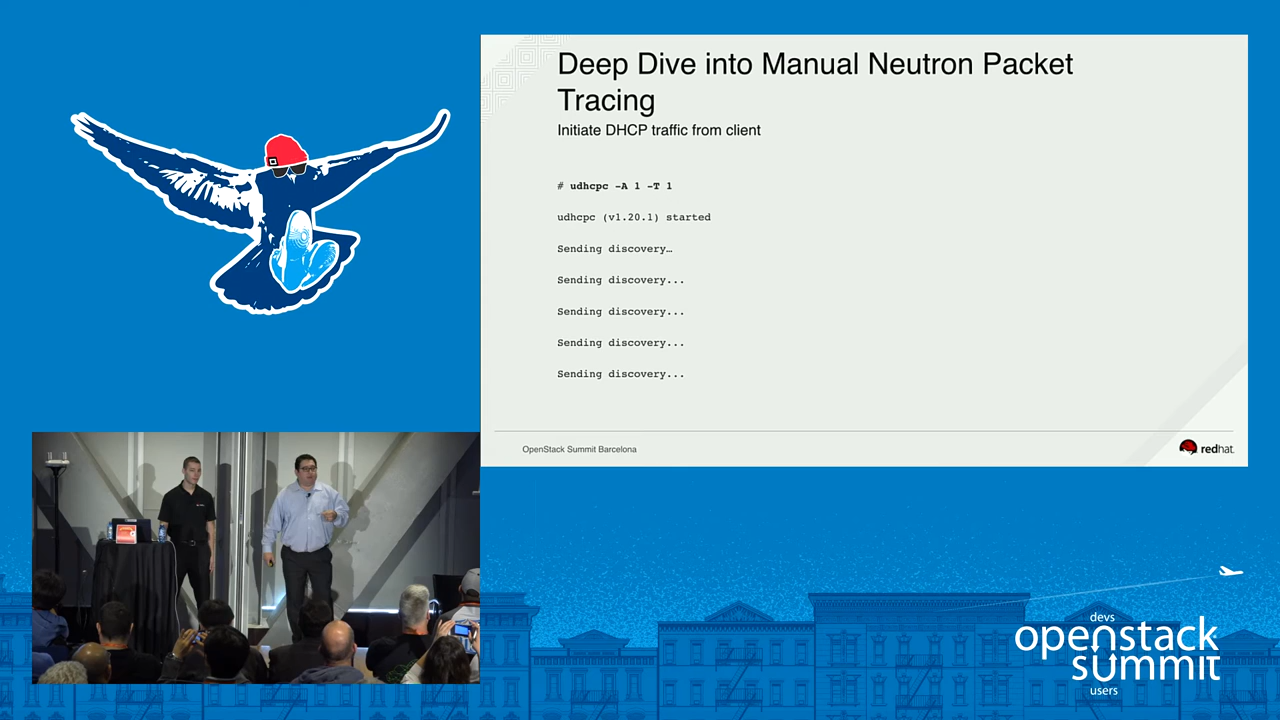 Deep Dive into Manual Neutron Packet
Tracing
Initiate DHCP traffic from client
# udhcpc -A 1 -T 1
udhcpc (v1.20.1) started
Sending discovery…
Sending discovery...
Sending discovery...
Sending discovery...
Sending discovery...
OpenStack Summit Barcelona
redhat.
devs
openstack
summit
users